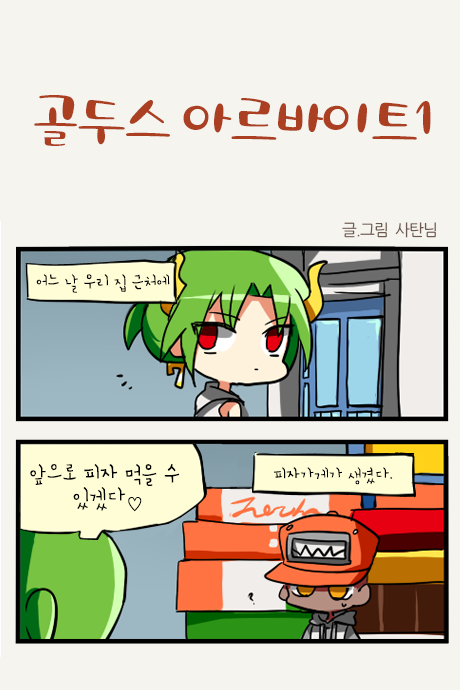 골두스 아르바이트1
글.그림 사탄님
어느 날 우리 집 근처에
앞으로 피자 먹을 수
있겠다♡
피자가게가 생겼다.
?